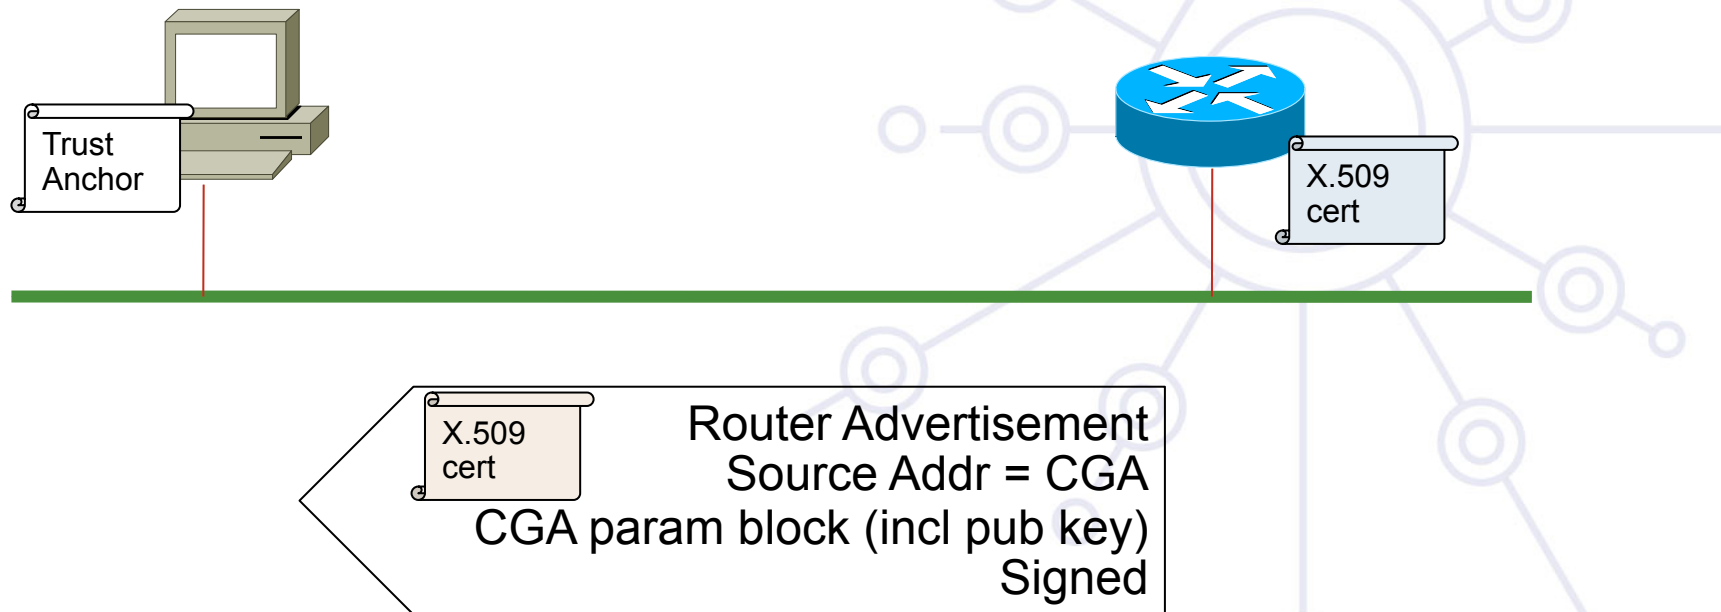 Trust
Anchor
X.509
cert
X.509
cert
Router Advertisement
Source Addr = CGA
CGA param block (incl pub key)
Signed